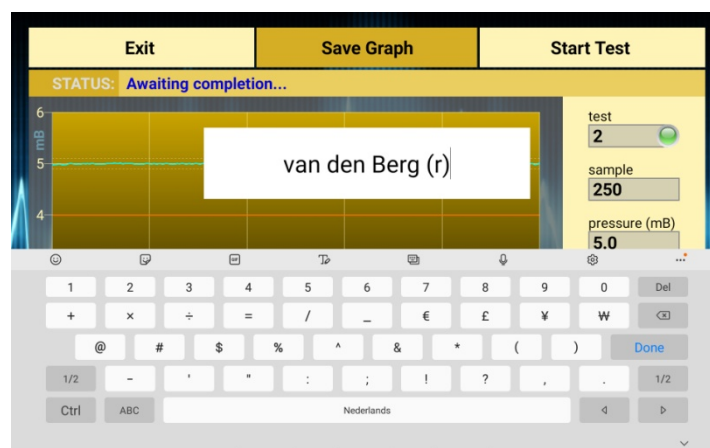 Exit Save Graph Start Test
STATUS: Awaiting completion...
6
mB
5
4
van den Berg (r)
test
2
sample
250
pressure (mB)
5.0
GIF
1 2 3 4 5 6 7 8 9 0 Del
+ × ÷ = / _ € £ ¥ ₩
@ # $ % ^ & * ( ) Done
1/2 - ' " : ; ! ? , . 1/2
Ctrl ABC Nederlands